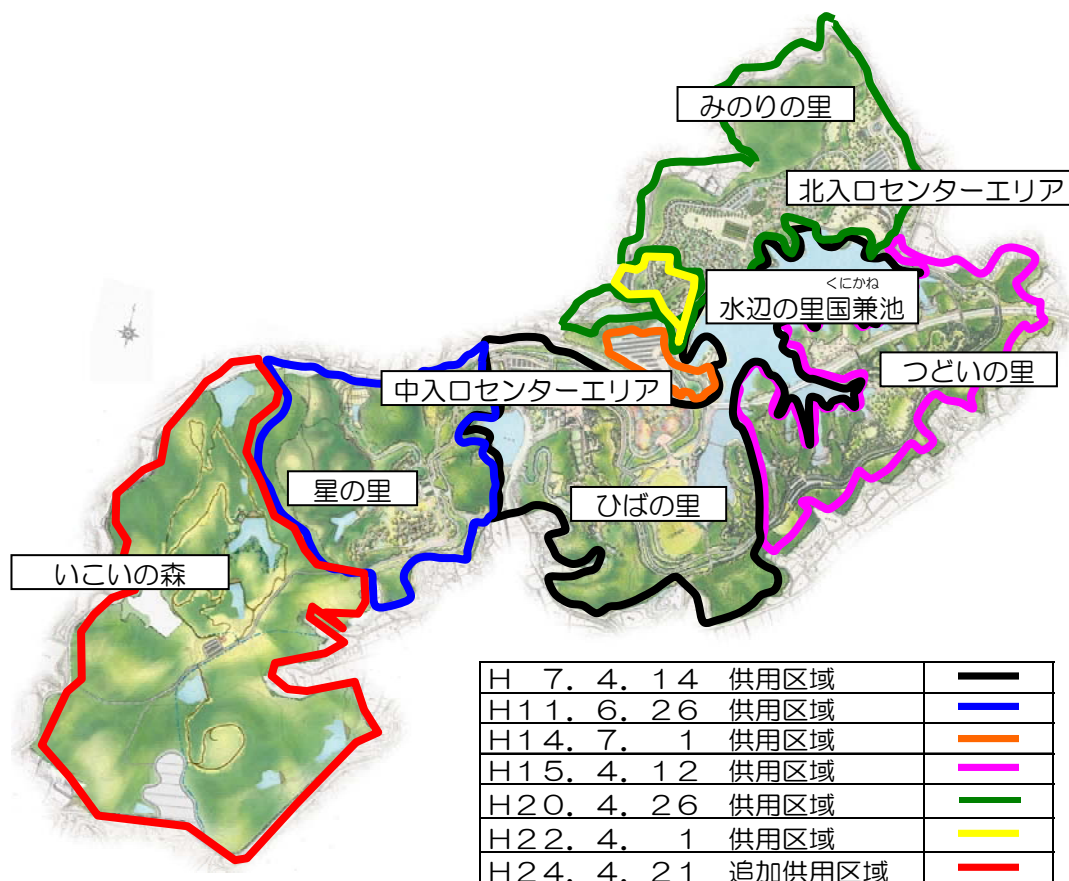 みのりの里
北入口センターエリア
くにかね
水辺の里国兼池
つどいの里
中入口センターエリア
星の里
ひばの里
いこいの森
H 7. 4. 14 供用区域
H11. 6. 26 供用区域
H14. 7. 1 供用区域
H15. 4. 12 供用区域
H20. 4. 26 供用区域
H22. 4. 1 供用区域
H24. 4. 21 追加供用区域